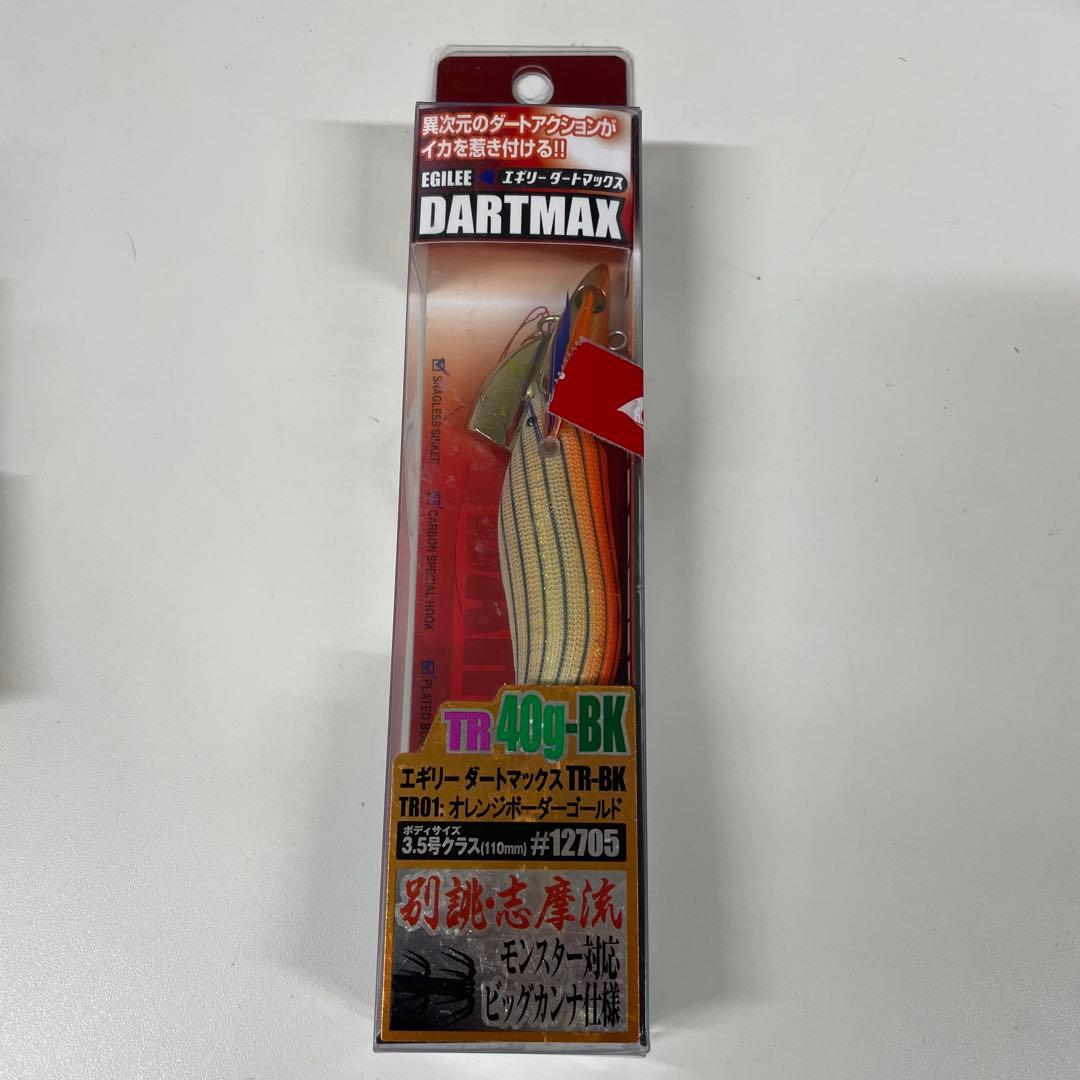 異次元のダートアクションが
イカを惹き付ける!!
EGILEE エギリー ダートマックス
DARTMAX
SNAGLESS SINKER
CARBON SPECIAL HOOK
PLATED
TR 40g-BK
エギリー ダートマックス TR-BK
TR01: オレンジボーダーゴールド
ボディサイズ
3.5号クラス(110mm) #12705
別誂・志摩流
モンスター対応
ビッグカンナ仕様